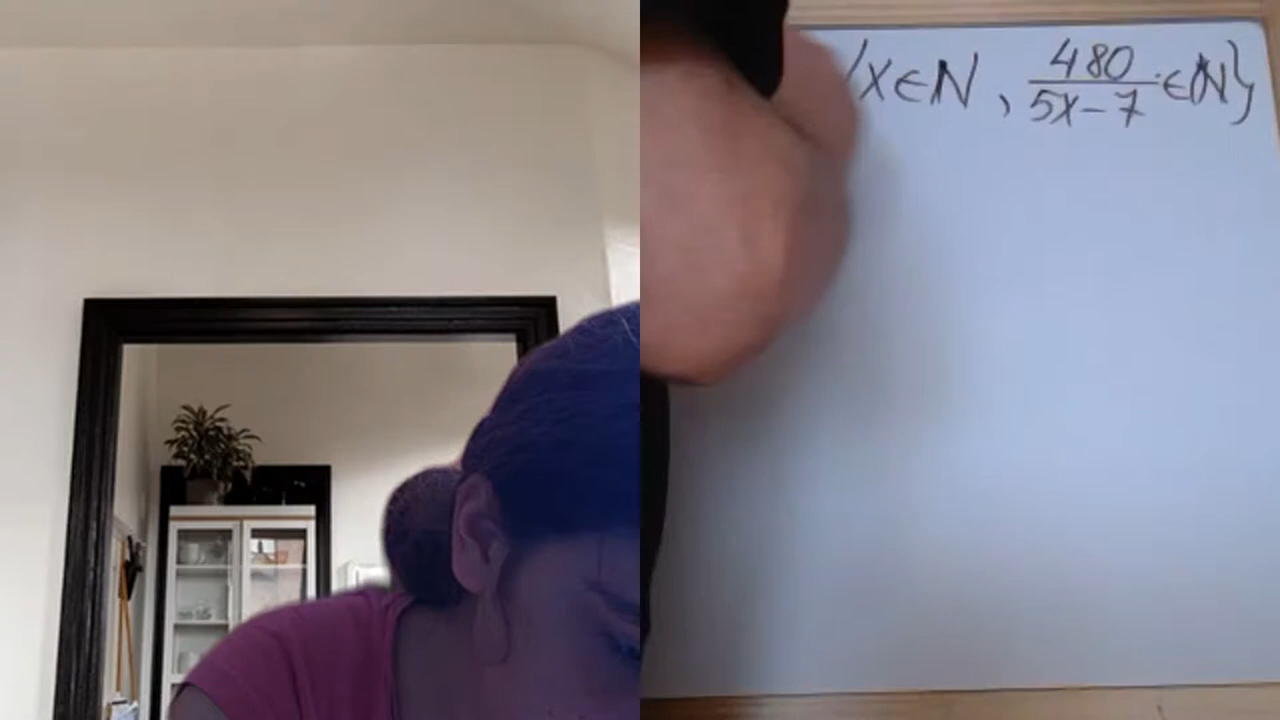 /x∈N , 480/(5x-7) ∈ N}